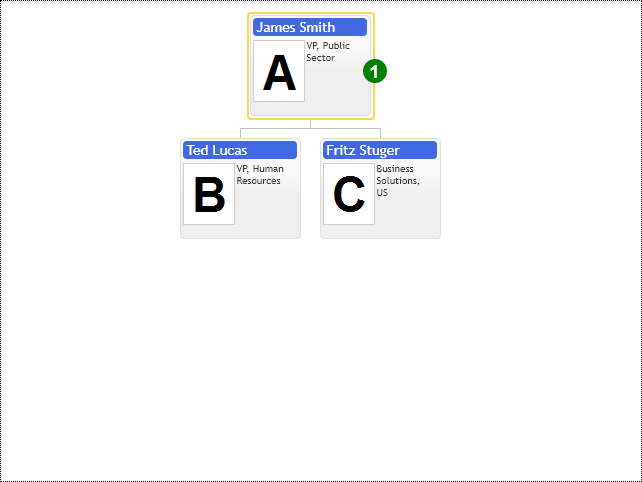 James Smith
A
VP, Public
Sector
1
Ted Lucas
B
VP, Human
Resources
Fritz Stuger
C
Business
Solutions,
US